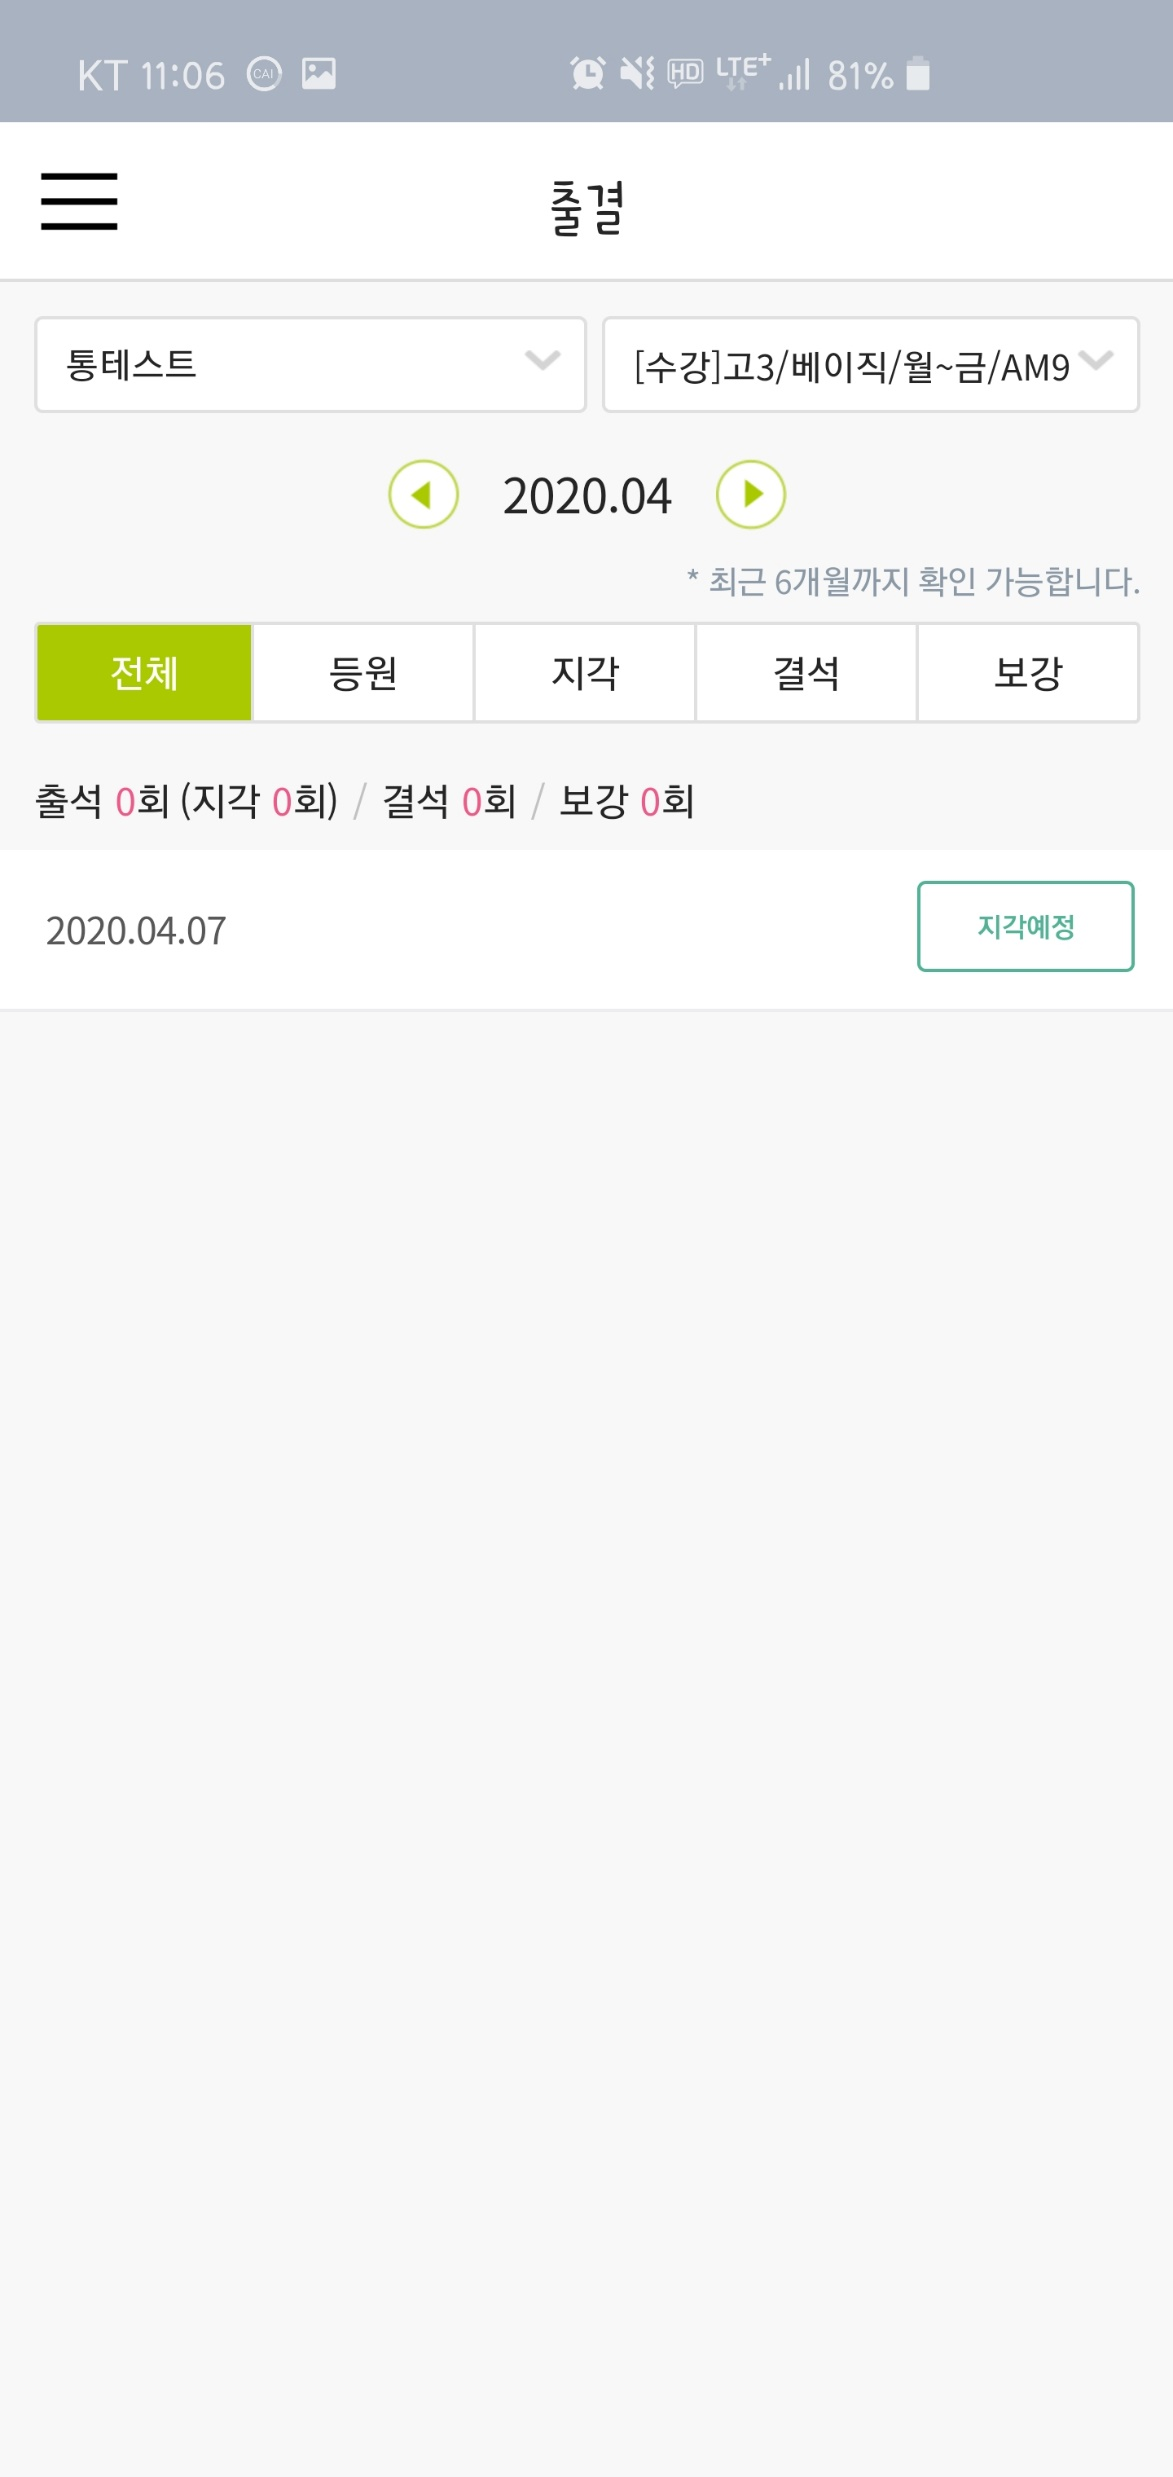 KT 11:06 CAI HD LTE+ 81%
출결
통테스트 [수강]고3/베이직/월~금/AM9
2020.04
* 최근 6개월까지 확인 가능합니다.
전체 등원 지각 결석 보강
출석 0회 (지각 0회) / 결석 0회 / 보강 0회
2020.04.07 지각예정